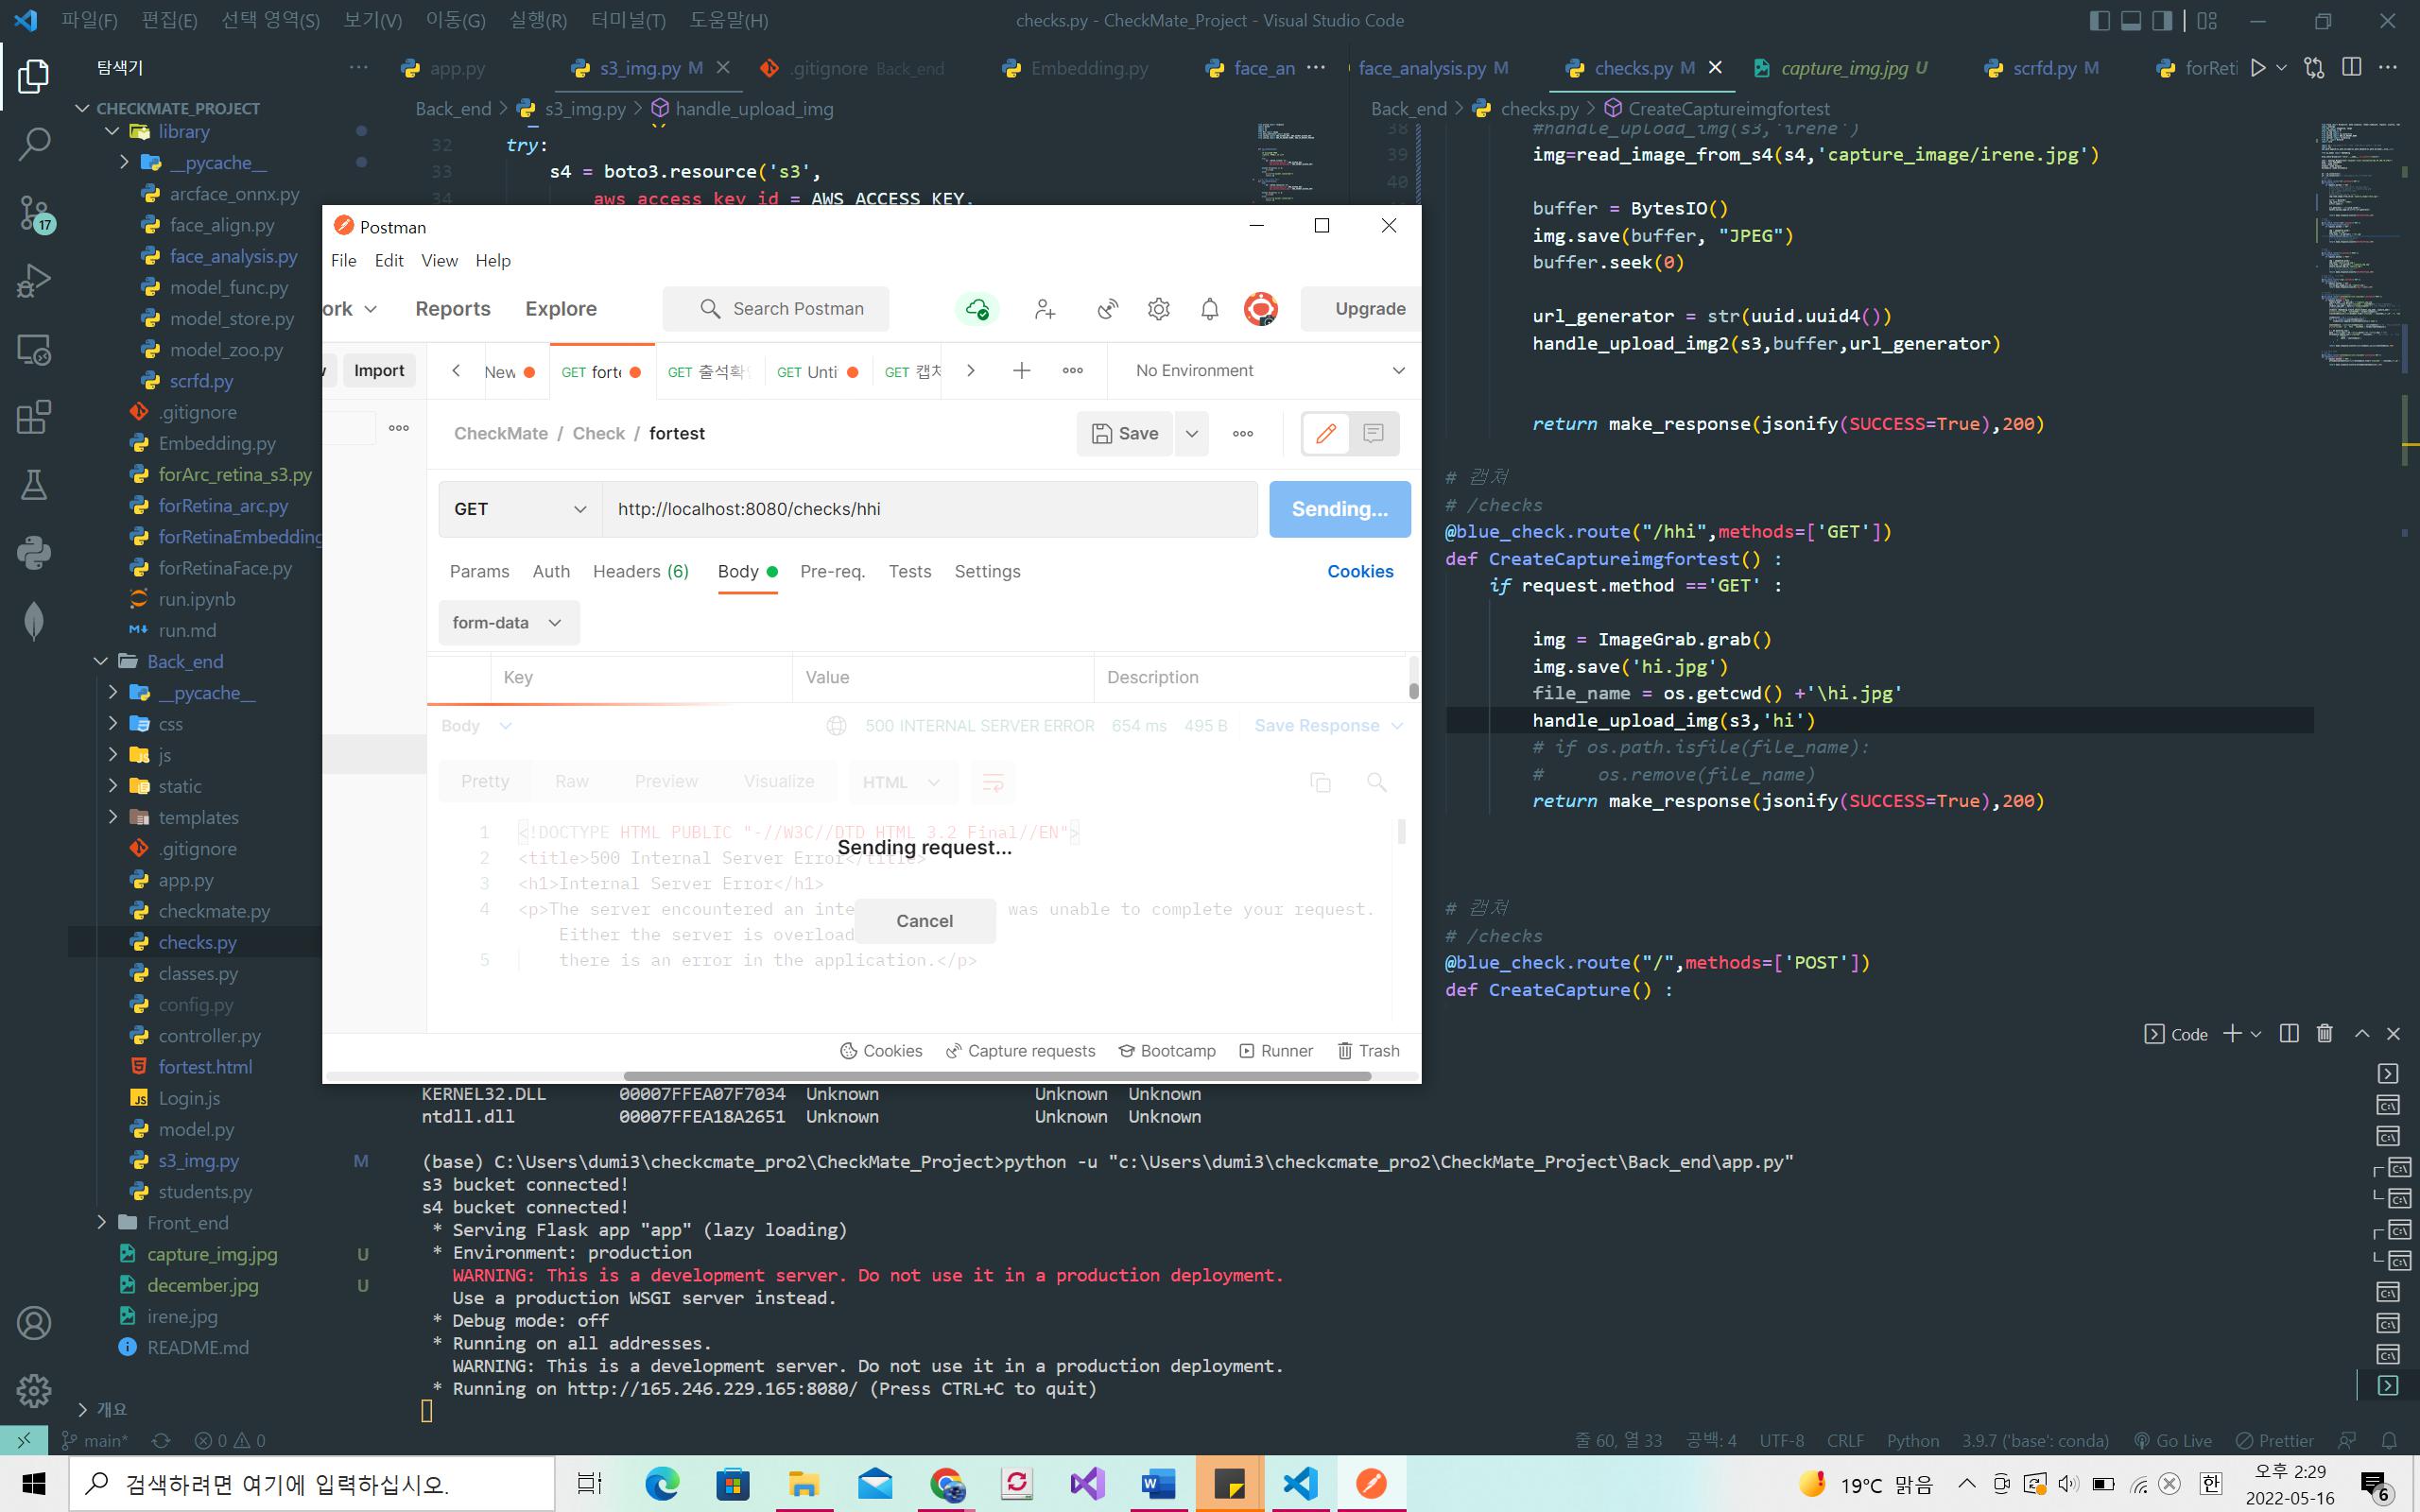 파일(F) 편집(E) 선택 영역(S) 보기(V) 이동(G) 실행(R) 터미널(T) 도움말(H)
checks.py - CheckMate_Project - Visual Studio Code
탐색기
CHECKMATE_PROJECT
library
__pycache__
arcface_onnx.py
face_align.py
face_analysis.py
model_func.py
model_store.py
model_zoo.py
scrfd.py
.gitignore
Embedding.py
forArc_retina_s3.py
forRetina_arc.py
forRetinaEmbedding
forRetinaFace.py
run.ipynb
run.md
Back_end
__pycache__
css
js
static
templates
.gitignore
app.py
checkmate.py
checks.py
classes.py
config.py
controller.py
fortest.html
Login.js
model.py
s3_img.py M
students.py
Front_end
capture_img.jpg U
december.jpg U
irene.jpg
README.md
개요
17
app.py s3_img.py M .gitignore Back_end Embedding.py face_an
Back_end > s3_img.py > handle_upload_img
32 try:
33 s4 = boto3.resource('s3',
34 aws_access_key_id = AWS_ACCESS_KEY,
face_analysis.py M checks.py M capture_img.jpg U scrfd.py M forReti
Back_end > checks.py > CreateCaptureimgfortest
38 #handle_upload_img(s3,'irene')
39 img=read_image_from_s4(s4,'capture_image/irene.jpg')
40
buffer = BytesIO()
img.save(buffer, "JPEG")
buffer.seek(0)
url_generator = str(uuid.uuid4())
handle_upload_img2(s3,buffer,url_generator)
return make_response(jsonify(SUCCESS=True),200)
# 캡쳐
# /checks
@blue_check.route("/hhi",methods=['GET'])
def CreateCaptureimgfortest() :
if request.method =='GET' :
img = ImageGrab.grab()
img.save('hi.jpg')
file_name = os.getcwd() +'\hi.jpg'
handle_upload_img(s3,'hi')
# if os.path.isfile(file_name):
# os.remove(file_name)
return make_response(jsonify(SUCCESS=True),200)
# 캡쳐
# /checks
@blue_check.route("/",methods=['POST'])
def CreateCapture() :
Postman
File Edit View Help
ork Reports Explore Search Postman Upgrade
Import New GET forte GET 출석확 GET Unti GET 캡처 No Environment
CheckMate / Check / fortest Save
GET http://localhost:8080/checks/hhi Sending...
Params Auth Headers (6) Body Pre-req. Tests Settings Cookies
form-data
Key Value Description
Body 500 INTERNAL SERVER ERROR 654 ms 495 B Save Response
Pretty Raw Preview Visualize HTML
1 <!DOCTYPE HTML PUBLIC "-//W3C//DTD HTML 3.2 Final//EN">
Sending request...
2 <title>500 Internal Server Error</title>
3 <h1>Internal Server Error</h1>
4 <p>The server encountered an inte was unable to complete your request.
Cancel
Either the server is overload
5 there is an error in the application.</p>
Cookies Capture requests Bootcamp Runner Trash
Code
KERNEL32.DLL 00007FFEA07F7034 Unknown Unknown Unknown
ntdll.dll 00007FFEA18A2651 Unknown Unknown Unknown
(base) C:\Users\dumi3\checkcmate_pro2\CheckMate_Project>python -u "c:\Users\dumi3\checkcmate_pro2\CheckMate_Project\Back_end\app.py"
s3 bucket connected!
s4 bucket connected!
* Serving Flask app "app" (lazy loading)
* Environment: production
WARNING: This is a development server. Do not use it in a production deployment.
Use a production WSGI server instead.
* Debug mode: off
* Running on all addresses.
WARNING: This is a development server. Do not use it in a production deployment.
* Running on http://165.246.229.165:8080/ (Press CTRL+C to quit)
main* 0 0
줄 60, 열 33 공백: 4 UTF-8 CRLF Python 3.9.7 ('base': conda) Go Live Prettier
검색하려면 여기에 입력하십시오.
19°C 맑음
한
오후 2:29
2022-05-16
6